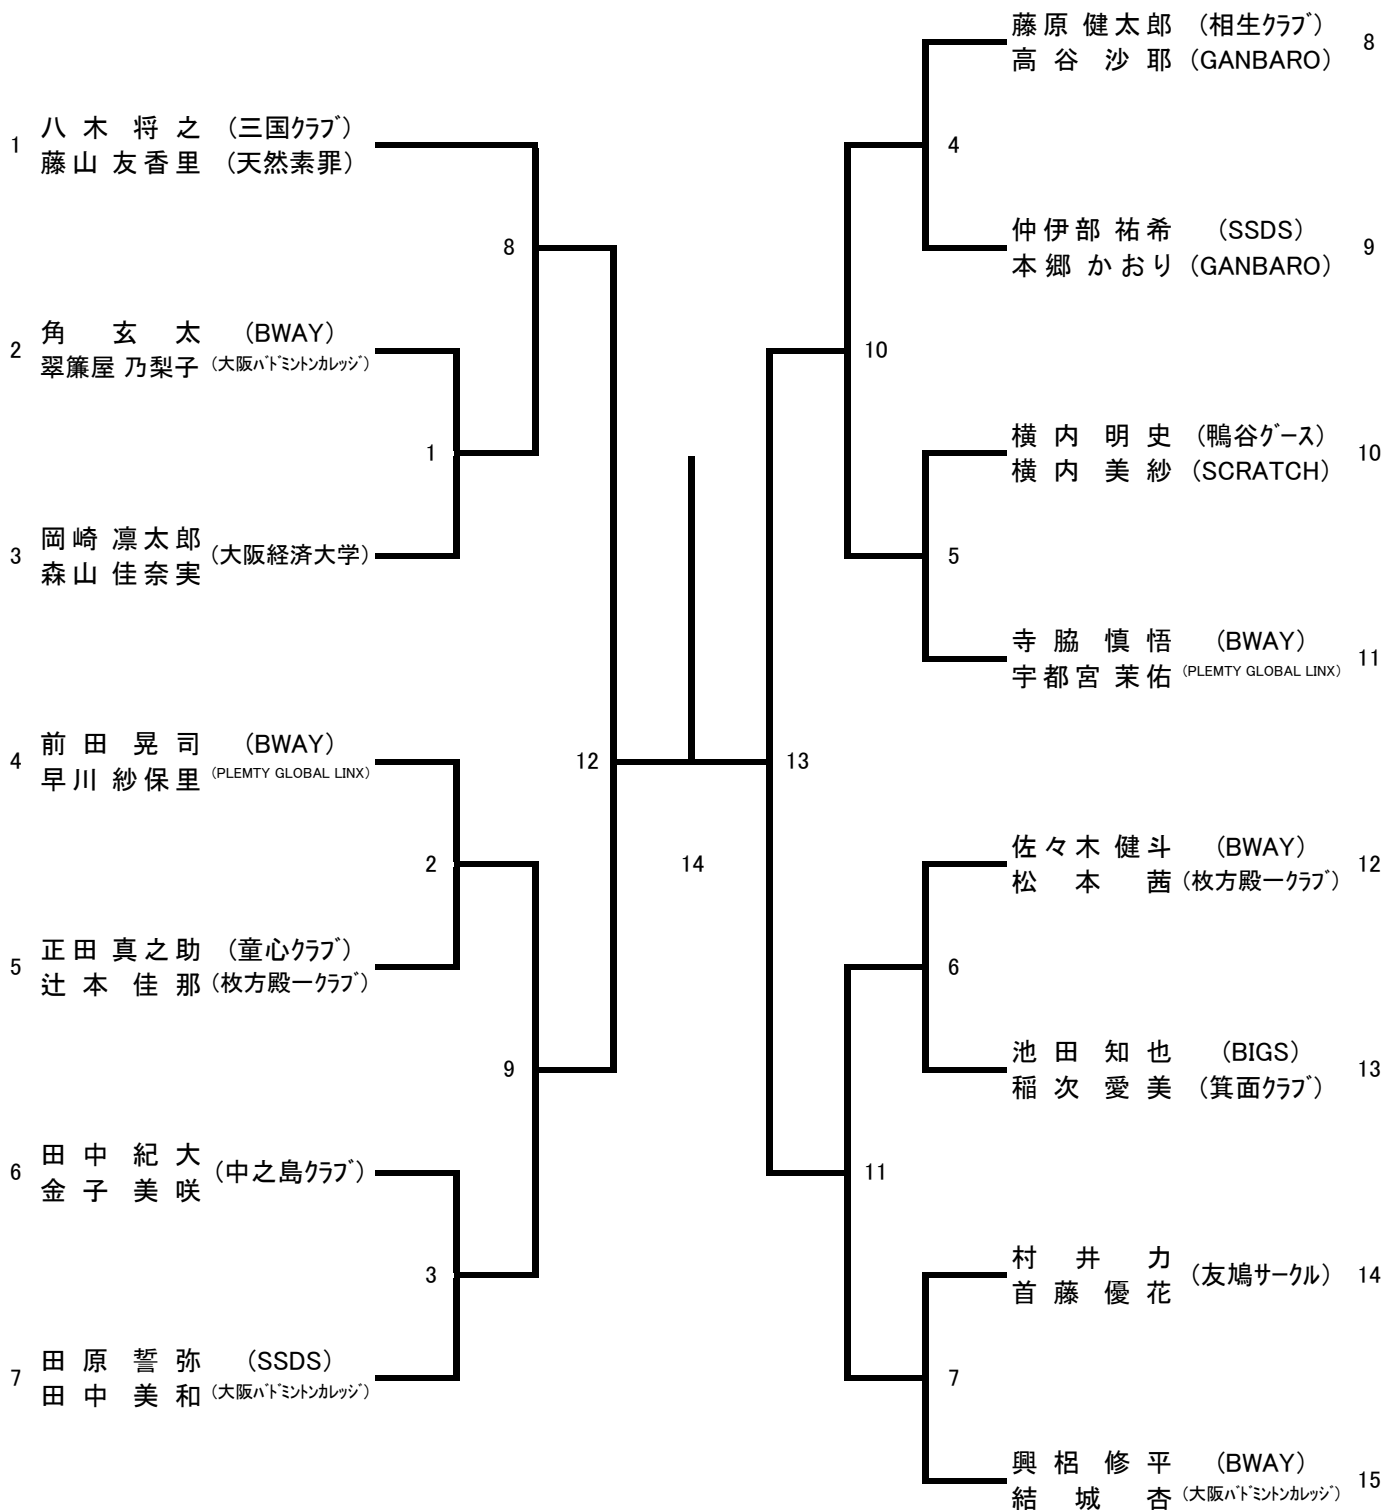 1 八木 将之 (三国ｸﾗﾌﾞ)
藤山 友香里 (天然素罪)
8
2 角 玄太 (BWAY)
翠簾屋 乃梨子 (大阪ﾊﾞﾄﾞﾐﾝﾄﾝｶﾚｯｼﾞ)
1
3 岡崎 凛太郎 (大阪経済大学)
森山 佳奈実
4 前田 晃司 (BWAY)
早川 紗保里 (PLEMTY GLOBAL LINX)
12
2
5 正田 真之助 (童心ｸﾗﾌﾞ)
辻本 佳那 (枚方殿一ｸﾗﾌﾞ)
9
6 田中 紀大 (中之島ｸﾗﾌﾞ)
金子 美咲
3
7 田原 誓弥 (SSDS)
田中 美和 (大阪ﾊﾞﾄﾞﾐﾝﾄﾝｶﾚｯｼﾞ)
14
藤原 健太郎 (相生ｸﾗﾌﾞ) 8
高谷 沙耶 (GANBARO)
4
仲伊部 祐希 (SSDS) 9
本郷 かおり (GANBARO)
10
横内 明史 (鴨谷ｸﾞｰｽ) 10
横内 美紗 (SCRATCH)
5
寺脇 慎悟 (BWAY) 11
宇都宮 茉佑 (PLEMTY GLOBAL LINX)
13
佐々木 健斗 (BWAY) 12
松本 茜 (枚方殿一ｸﾗﾌﾞ)
6
池田 知也 (BIGS) 13
稲次 愛美 (箕面ｸﾗﾌﾞ)
11
村井 力 (友鳩ｻｰｸﾙ) 14
首藤 優花
7
興梠 修平 (BWAY) 15
結城 杏 (大阪ﾊﾞﾄﾞﾐﾝﾄﾝｶﾚｯｼﾞ)